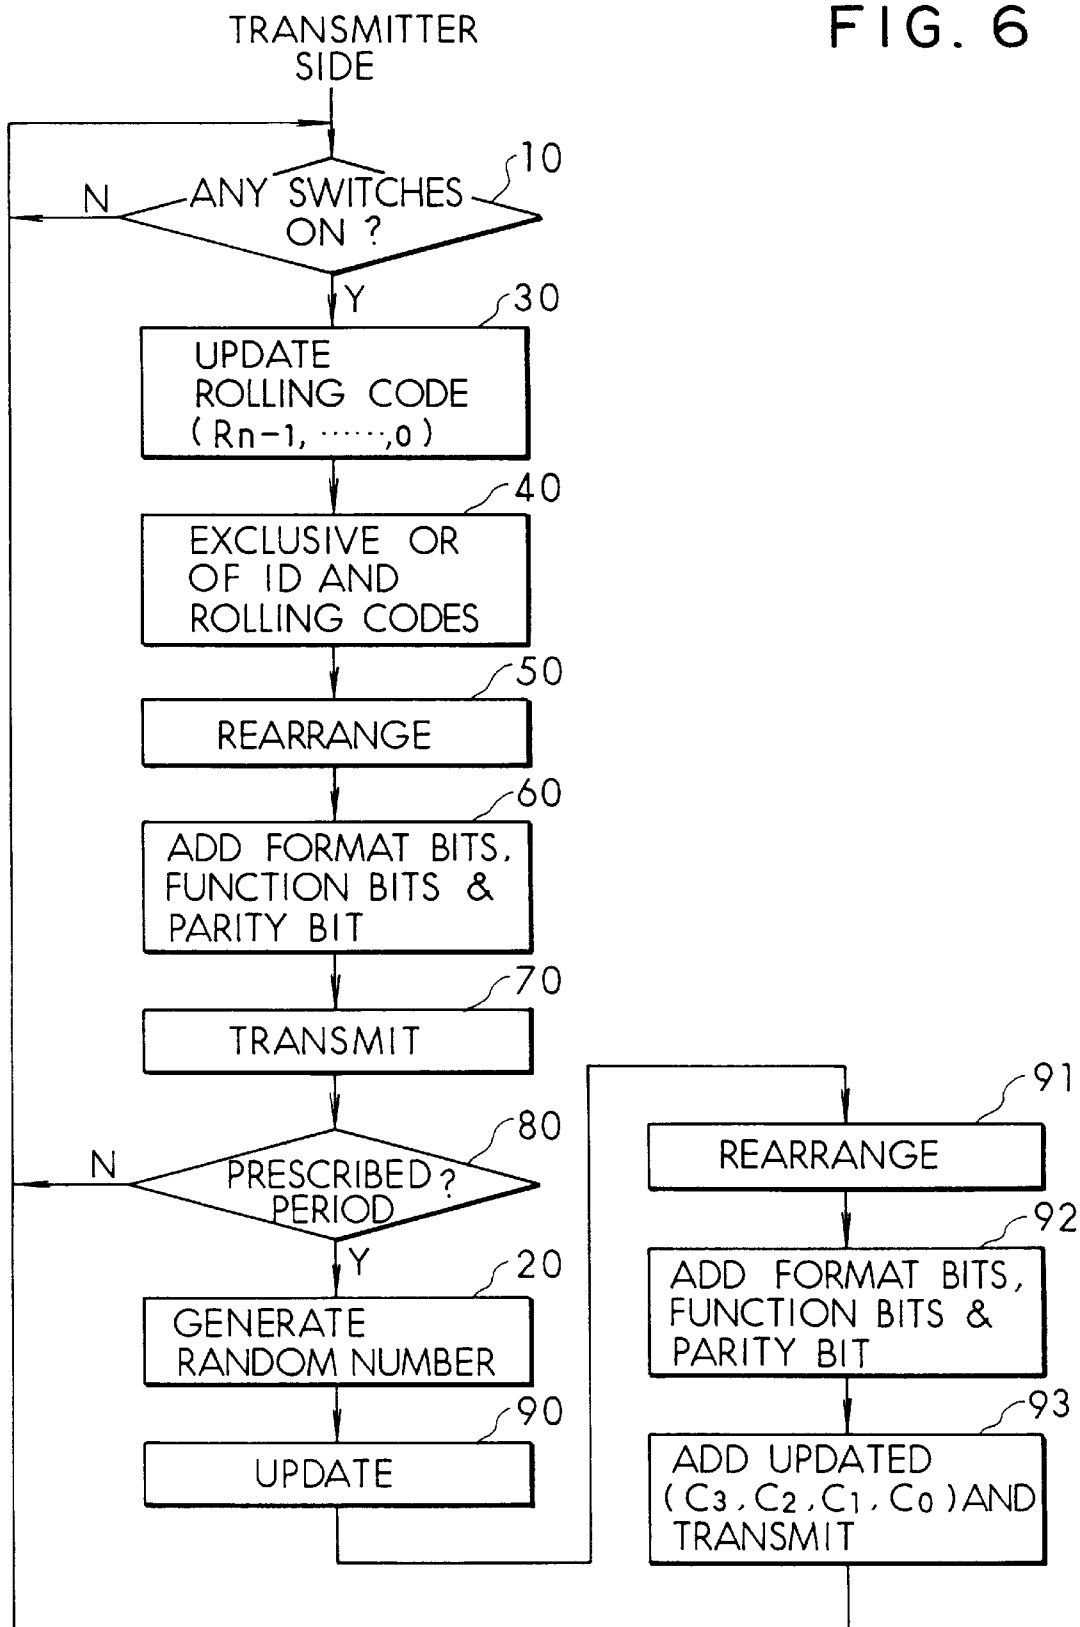 FIG. 6
TRANSMITTER
SIDE
10
ANY SWITCHES
ON ?
N
Y
30
UPDATE
ROLLING CODE
(Rn-1, ······,0)
40
EXCLUSIVE OR
OF ID AND
ROLLING CODES
50
REARRANGE
60
ADD FORMAT BITS,
FUNCTION BITS &
PARITY BIT
70
TRANSMIT
80
N
PRESCRIBED ?
PERIOD
Y
20
GENERATE
RANDOM NUMBER
90
UPDATE
91
REARRANGE
92
ADD FORMAT BITS,
FUNCTION BITS &
PARITY BIT
93
ADD UPDATED
(C3, C2, C1, C0) AND
TRANSMIT